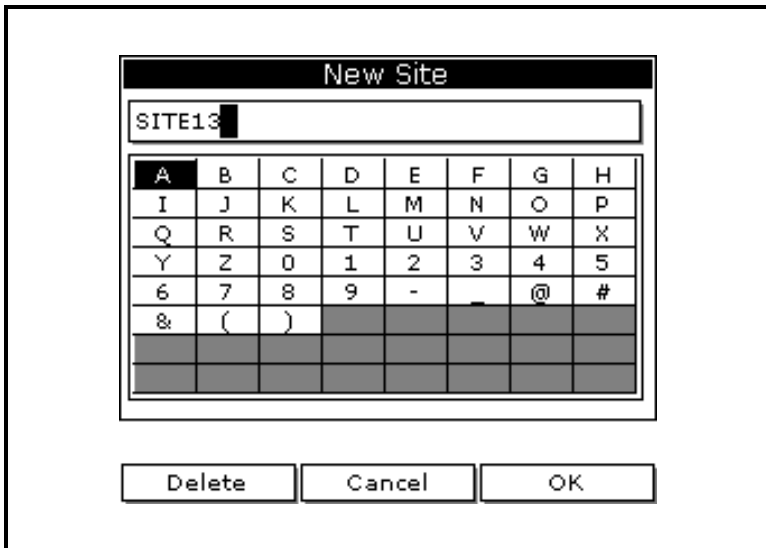 New Site
SITE13
A B C D E F G H
I J K L M N O P
Q R S T U V W X
Y Z 0 1 2 3 4 5
6 7 8 9 - _ @ #
& ( )
Delete Cancel OK